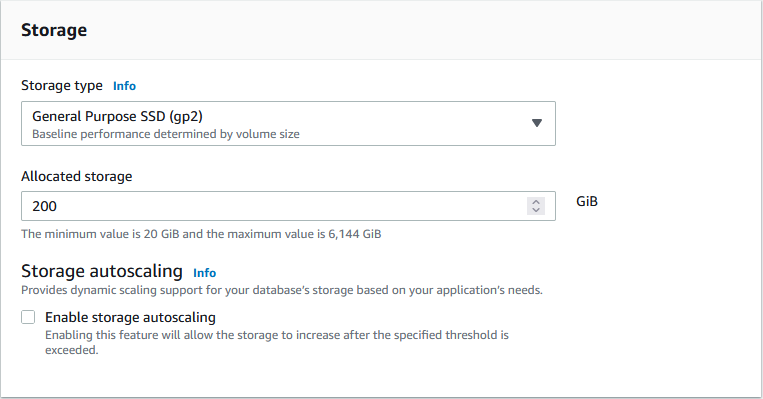 Storage
Storage type Info
General Purpose SSD (gp2)
Baseline performance determined by volume size
Allocated storage
200 GiB
The minimum value is 20 GiB and the maximum value is 6,144 GiB
Storage autoscaling Info
Provides dynamic scaling support for your database's storage based on your application's needs.
Enable storage autoscaling
Enabling this feature will allow the storage to increase after the specified threshold is
exceeded.